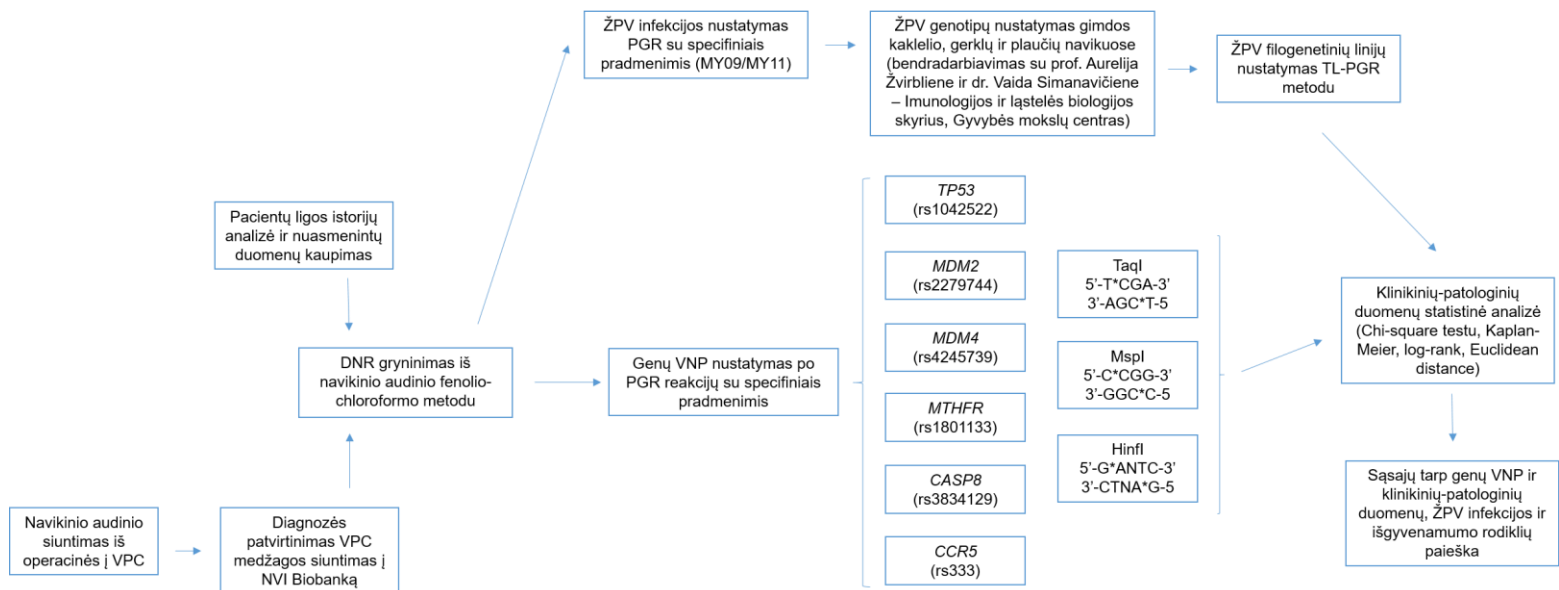 ŽPV infekcijos nustatymas
PGR su specifiniais
pradmenimis (MY09/MY11)
ŽPV genotipų nustatymas gimdos
kaklelio, gerklų ir plaučių navikuose
(bendradarbiavimas su prof. Aurelija
Žvirbliene ir dr. Vaida Simanavičiene
– Imunologijos ir ląstelės biologijos
skyrius, Gyvybės mokslų centras)
ŽPV filogenetinių linijų
nustatymas TL-PGR
metodu
Pacientų ligos istorijų
analizė ir nuasmenintų
duomenų kaupimas
DNR gryninimas iš
navikinio audinio fenolio-
chloroformo metodu
Genų VNP nustatymas po
PGR reakcijų su specifiniais
pradmenimis
Navikinio audinio
siuntimas iš
operacinės į VPC
Diagnozės
patvirtinimas VPC
medžagos siuntimas į
NVI Biobanką
TP53
(rs1042522)
MDM2
(rs2279744)
MDM4
(rs4245739)
MTHFR
(rs1801133)
CASP8
(rs3834129)
CCR5
(rs333)
TaqI
5’-T*CGA-3’
3’-AGC*T-5
MspI
5’-C*CGG-3’
3’-GGC*C-5
HinfI
5’-G*ANTC-3’
3’-CTNA*G-5
Klinikinių-patologinių
duomenų statistinė analizė
(Chi-square testu, Kaplan-
Meier, log-rank, Euclidean
distance)
Sąsajų tarp genų VNP ir
klinikinių-patologinių
duomenų, ŽPV infekcijos ir
išgyvenamumo rodiklių
paieška